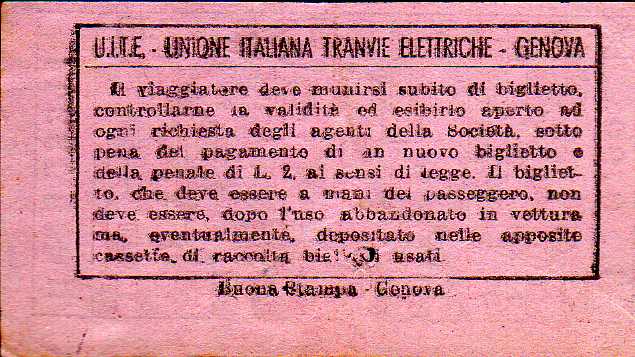 U.I.T.E. - UNIONE ITALIANA TRANVIE ELETTRICHE - GENOVA
Il viaggiatore deve munirsi subito di biglietto,
controllarne la validità ed esibirlo aperto ad
ogni richiesta degli agenti della Società, sotto
pena del pagamento di un nuovo biglietto e
della penale di L. 2, ai sensi di legge. Il bigliet-
to, che deve essere a mani del passeggero, non
deve essere, dopo l'uso abbandonato in vettura
ma, eventualmente, depositato nelle apposite
cassette di raccolta usati
Buona Stampa - Genova